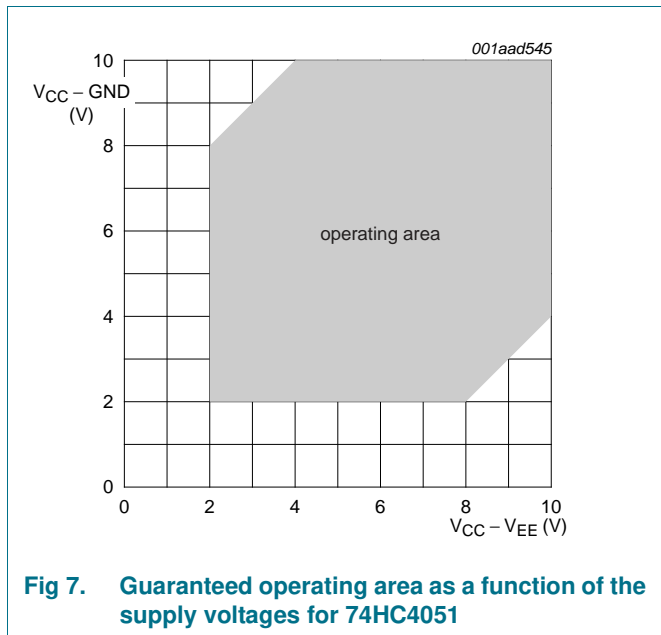 001aad545
10
VCC – GND
(V)
8
6
operating area
4
2
0
0 2 4 6 8 10
VCC – VEE (V)
Fig 7. Guaranteed operating area as a function of the
supply voltages for 74HC4051